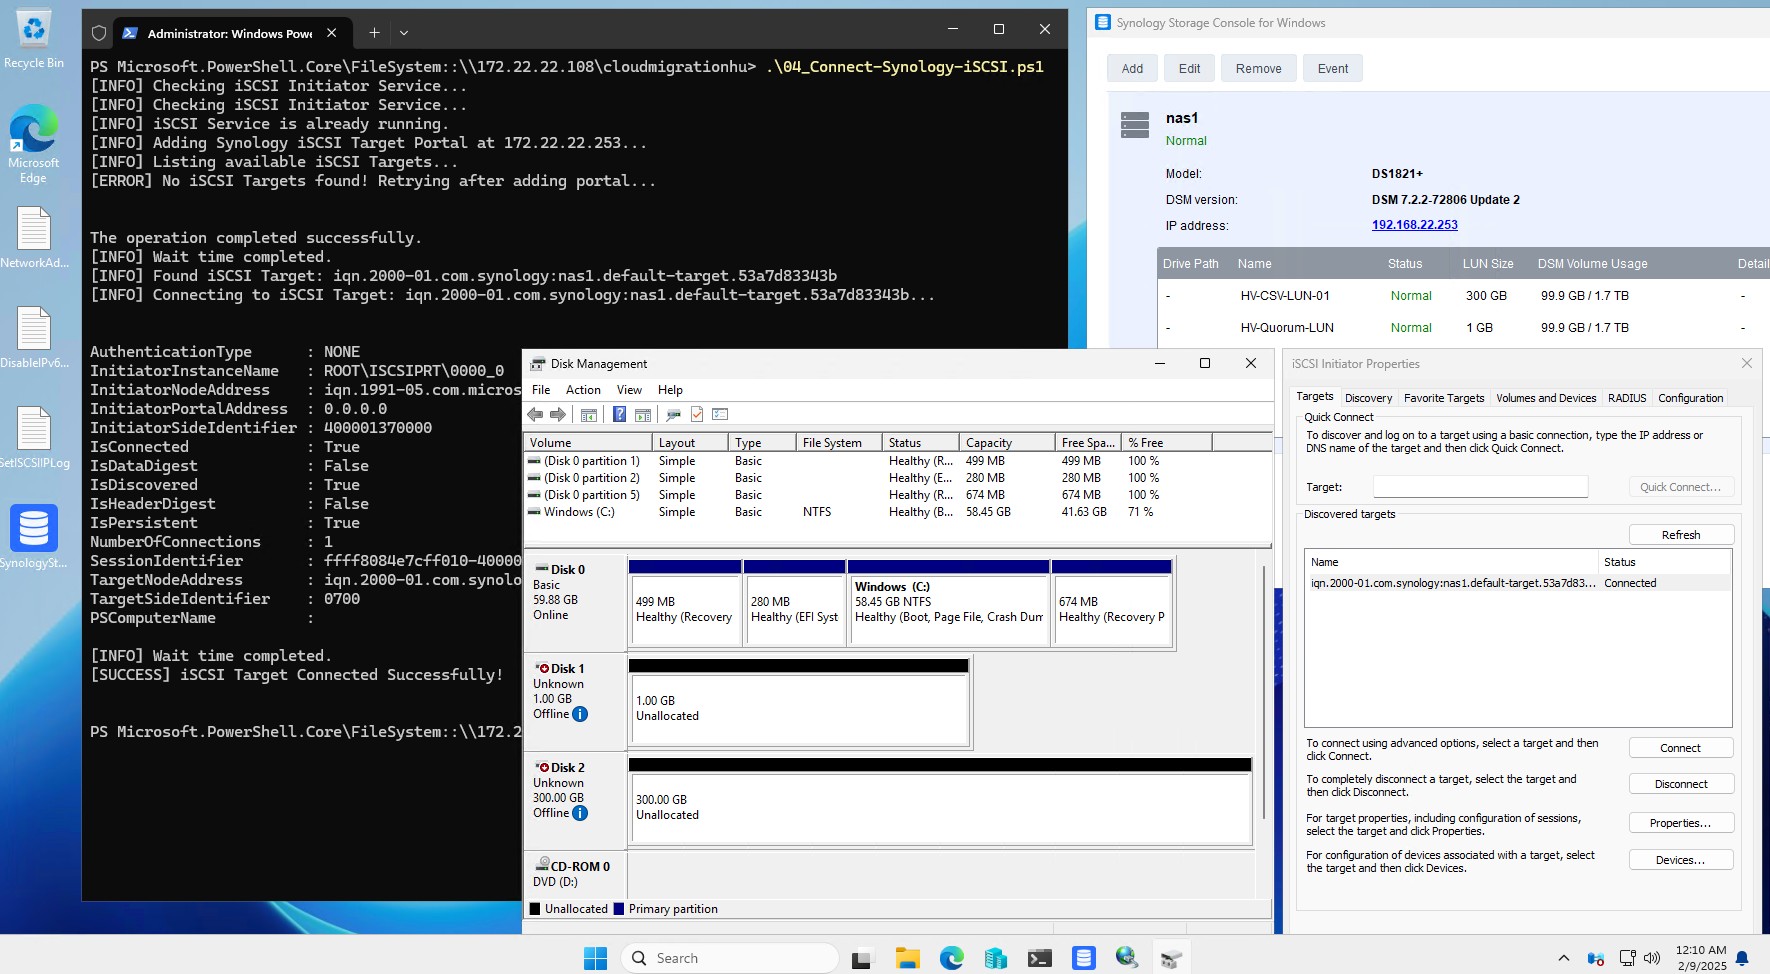 Recycle Bin
Microsoft
Edge
NetworkAd...
DisableIPv6...
SetISCSIIPLog
SynologySt...
Administrator: Windows Powe
PS Microsoft.PowerShell.Core\FileSystem::\\172.22.22.108\cloudmigrationhu> .\04_Connect-Synology-iSCSI.ps1
[INFO] Checking iSCSI Initiator Service...
[INFO] Checking iSCSI Initiator Service...
[INFO] iSCSI Service is already running.
[INFO] Adding Synology iSCSI Target Portal at 172.22.22.253...
[INFO] Listing available iSCSI Targets...
[ERROR] No iSCSI Targets found! Retrying after adding portal...
The operation completed successfully.
[INFO] Wait time completed.
[INFO] Found iSCSI Target: iqn.2000-01.com.synology:nas1.default-target.53a7d83343b
[INFO] Connecting to iSCSI Target: iqn.2000-01.com.synology:nas1.default-target.53a7d83343b...
AuthenticationType : NONE
InitiatorInstanceName : ROOT\ISCSIPRT\0000_0
InitiatorNodeAddress : iqn.1991-05.com.micros
InitiatorPortalAddress : 0.0.0.0
InitiatorSideIdentifier : 400001370000
IsConnected : True
IsDataDigest : False
IsDiscovered : True
IsHeaderDigest : False
IsPersistent : True
NumberOfConnections : 1
SessionIdentifier : ffff8084e7cff010-40000
TargetNodeAddress : iqn.2000-01.com.synolo
TargetSideIdentifier : 0700
PSComputerName :
[INFO] Wait time completed.
[SUCCESS] iSCSI Target Connected Successfully!
PS Microsoft.PowerShell.Core\FileSystem::\\172.2
Synology Storage Console for Windows
Add Edit Remove Event
nas1
Normal
Model: DS1821+
DSM version: DSM 7.2.2-72806 Update 2
IP address: 192.168.22.253
Drive Path Name Status LUN Size DSM Volume Usage Detail
- HV-CSV-LUN-01 Normal 300 GB 99.9 GB / 1.7 TB -
- HV-Quorum-LUN Normal 1 GB 99.9 GB / 1.7 TB -
Disk Management
File Action View Help
Volume Layout Type File System Status Capacity Free Spa... % Free
(Disk 0 partition 1) Simple Basic Healthy (R... 499 MB 499 MB 100 %
(Disk 0 partition 2) Simple Basic Healthy (E... 280 MB 280 MB 100 %
(Disk 0 partition 5) Simple Basic Healthy (R... 674 MB 674 MB 100 %
Windows (C:) Simple Basic NTFS Healthy (B... 58.45 GB 41.63 GB 71 %
Disk 0
Basic
59.88 GB
Online
499 MB
Healthy (Recovery
280 MB
Healthy (EFI Syst
Windows (C:)
58.45 GB NTFS
Healthy (Boot, Page File, Crash Dum
674 MB
Healthy (Recovery P
Disk 1
Unknown
1.00 GB
Offline
1.00 GB
Unallocated
Disk 2
Unknown
300.00 GB
Offline
300.00 GB
Unallocated
CD-ROM 0
DVD (D:)
Unallocated Primary partition
iSCSI Initiator Properties
Targets Discovery Favorite Targets Volumes and Devices RADIUS Configuration
Quick Connect
To discover and log on to a target using a basic connection, type the IP address or
DNS name of the target and then click Quick Connect.
Target: Quick Connect...
Discovered targets
Refresh
Name Status
iqn.2000-01.com.synology:nas1.default-target.53a7d83... Connected
To connect using advanced options, select a target and then
click Connect.
Connect
To completely disconnect a target, select the target and
then click Disconnect.
Disconnect
For target properties, including configuration of sessions,
select the target and click Properties.
Properties...
For configuration of devices associated with a target, select
the target and then click Devices.
Devices...
Search
12:10 AM
2/9/2025